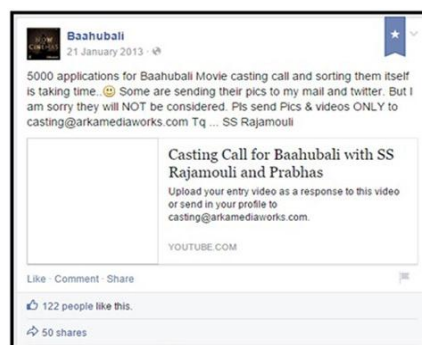 Baahubali
21 January 2013
5000 applications for Baahubali Movie casting call and sorting them itself
is taking time.. Some are sending their pics to my mail and twitter. But I
am sorry they will NOT be considered. Pls send Pics & videos ONLY to
casting@arkamediaworks.com Tq ... SS Rajamouli
Casting Call for Baahubali with SS
Rajamouli and Prabhas
Upload your entry video as a response to this video
or send in your profile to
casting@arkamediaworks.com.
YOUTUBE.COM
Like · Comment · Share
122 people like this.
50 shares